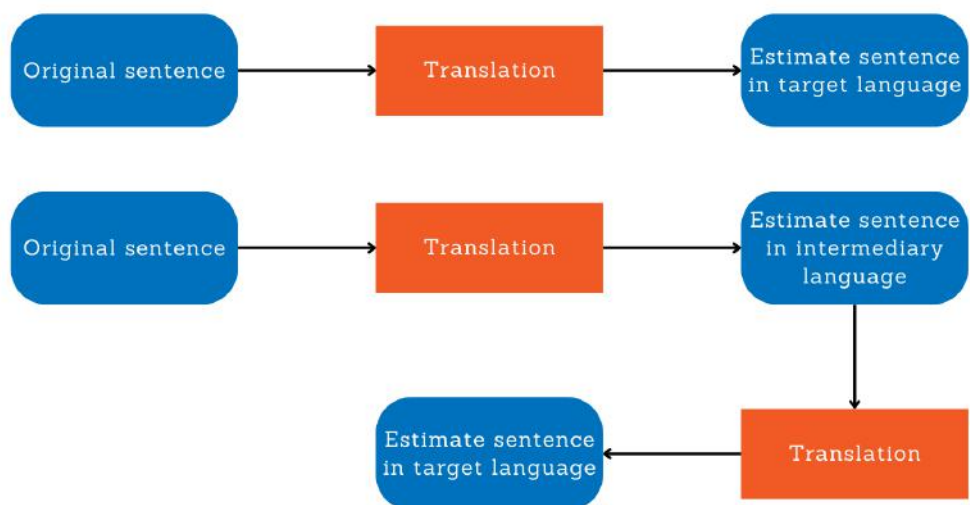 Original sentence
Translation
Estimate sentence
in target language
Original sentence
Translation
Estimate sentence
in intermediary
language
Estimate sentence
in target language
Translation